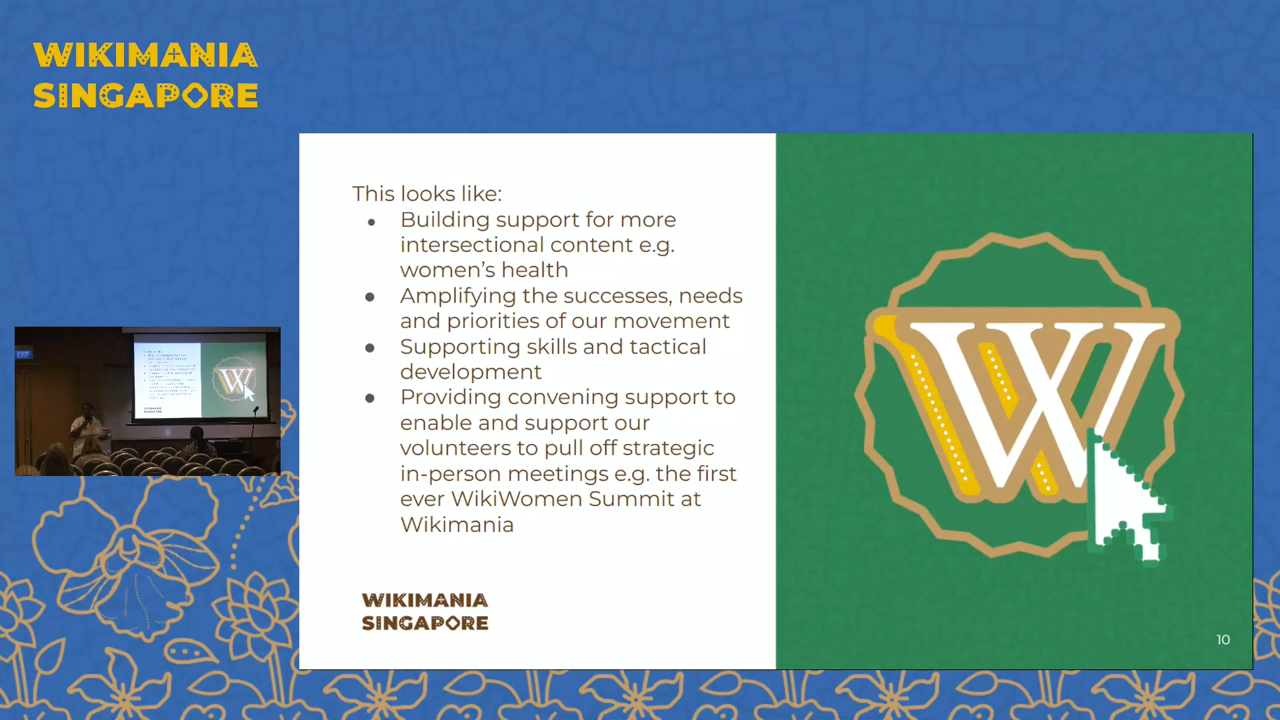 WIKIMANIA
SINGAPORE
This looks like:
● Building support for more
intersectional content e.g.
women's health
● Amplifying the successes, needs
and priorities of our movement
● Supporting skills and tactical
development
● Providing convening support to
enable and support our
volunteers to pull off strategic
in-person meetings e.g. the first
ever WikiWomen Summit at
Wikimania
WIKIMANIA
SINGAPORE
W
10
EXIT